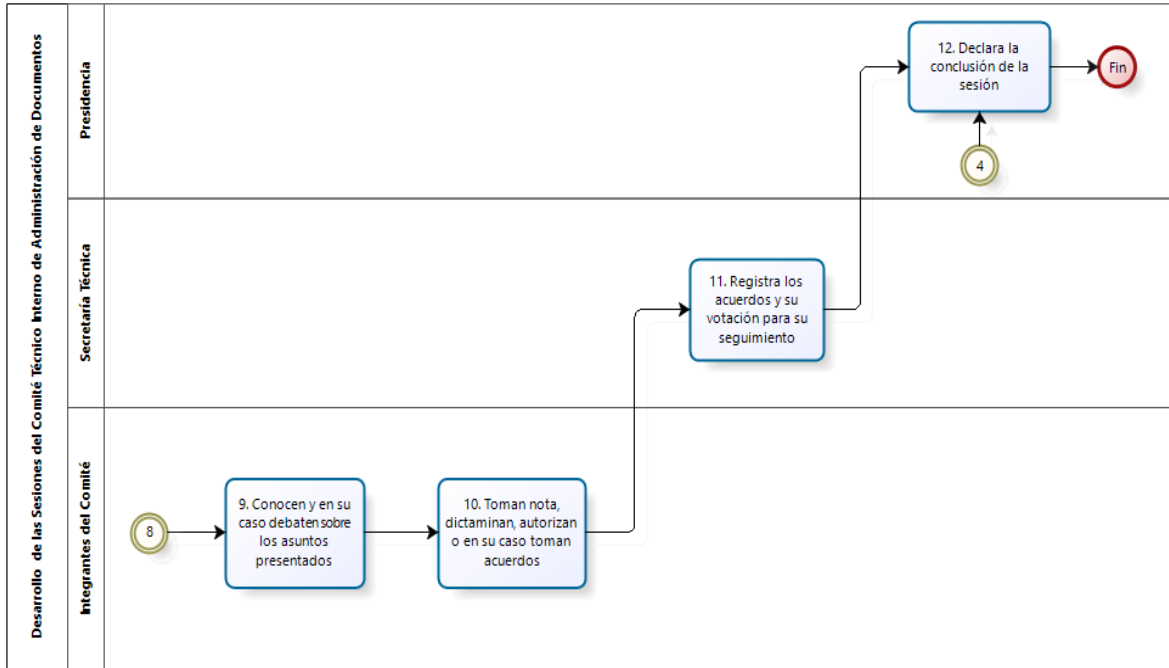 Desarrollo de las Sesiones del Comité Técnico Interno de Administración de Documentos
Presidencia
12. Declara la
conclusión de la
sesión
Fin
4
Secretaría Técnica
11. Registra los
acuerdos y su
votación para su
seguimiento
Integrantes del Comité
8
9. Conocen y en su
caso debaten sobre
los asuntos
presentados
10. Toman nota,
dictaminan, autorizan
o en su caso toman
acuerdos